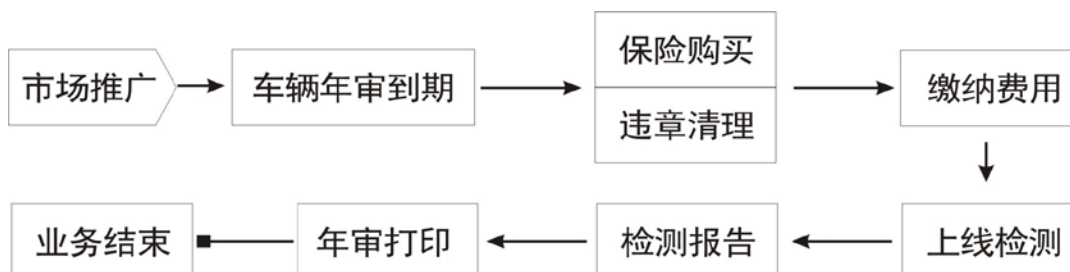 市场推广
车辆年审到期
保险购买
违章清理
缴纳费用
上线检测
检测报告
年审打印
业务结束